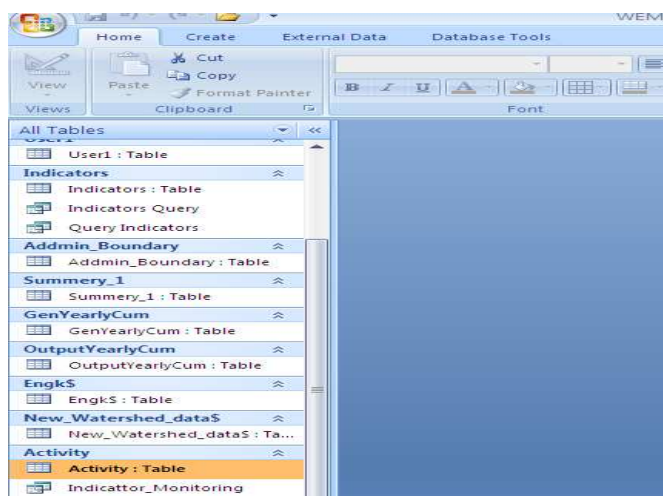 WEM
Home Create External Data Database Tools
View
Paste
Cut
Copy
Format Painter
B I U A
Views Clipboard Font
All Tables
User1 : Table
Indicators
Indicators : Table
Indicators Query
Query Indicators
Addmin_Boundary
Addmin_Boundary : Table
Summery_1
Summery_1 : Table
GenYearlyCum
GenYearlyCum : Table
OutputYearlyCum
OutputYearlyCum : Table
Engk$
Engk$ : Table
New_Watershed_data$
New_Watershed_data$ : Ta...
Activity
Activity : Table
Indicattor_Monitoring